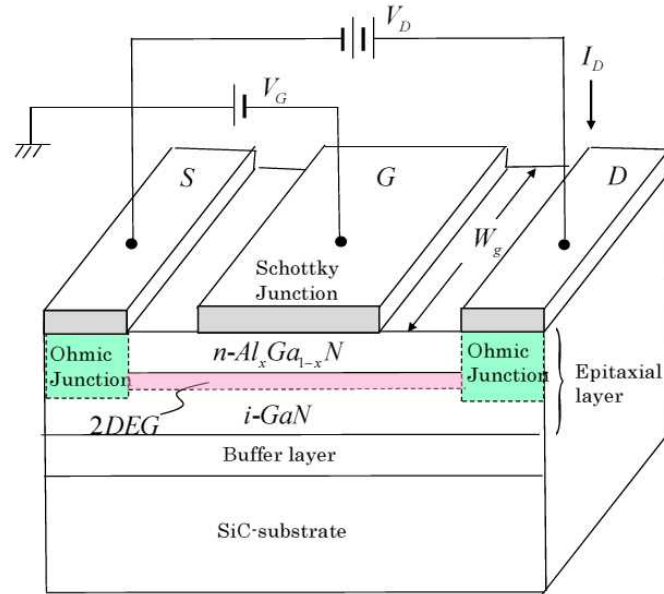 V_D
I_D
V_G
S
G
D
W_g
Schottky
Junction
Ohmic
Junction
n-Al_xGa_{1-x}N
Ohmic
Junction
Epitaxial
layer
2DEG
i-GaN
Buffer layer
SiC-substrate